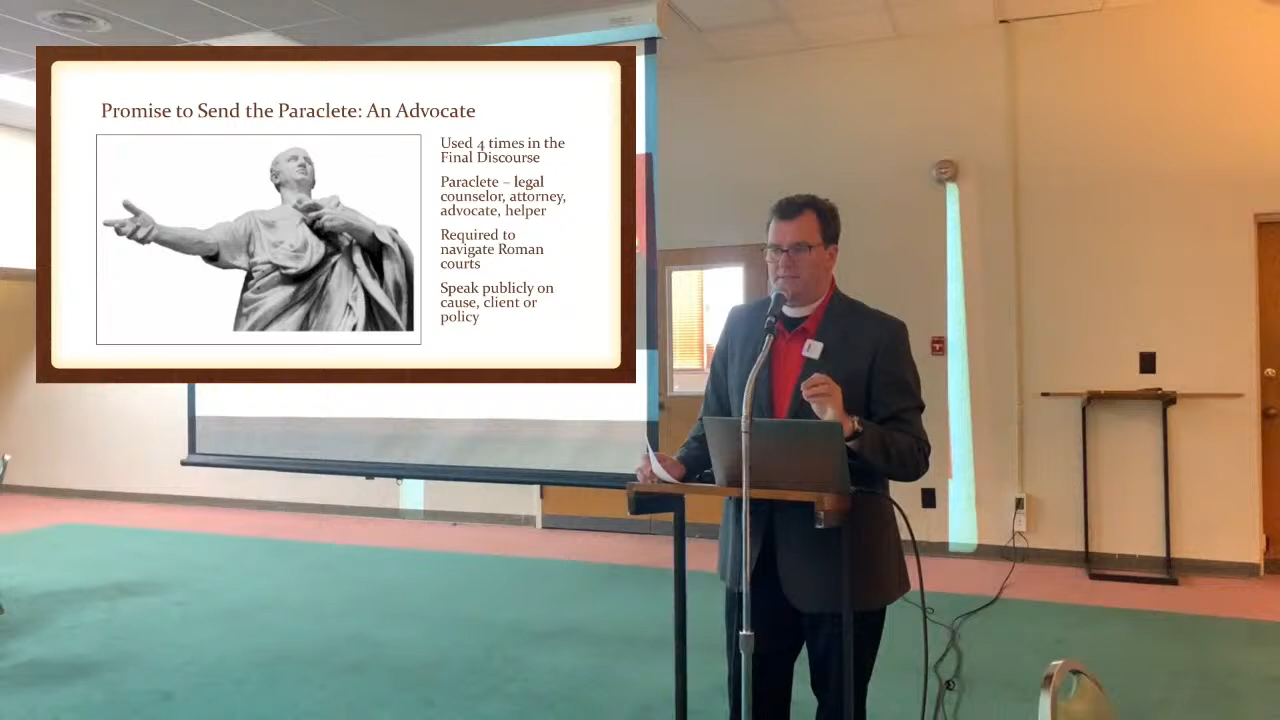 Promise to Send the Paraclete: An Advocate
Used 4 times in the
Final Discourse
Paraclete – legal
counselor, attorney,
advocate, helper
Required to
navigate Roman
courts
Speak publicly on
cause, client or
policy